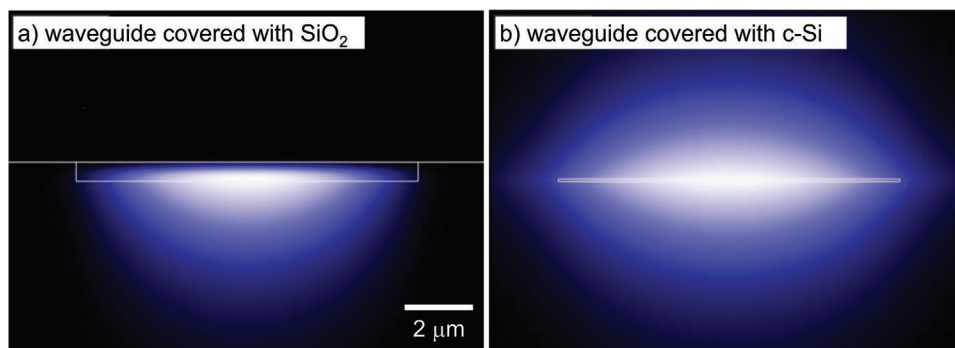 a) waveguide covered with SiO₂
b) waveguide covered with c-Si
2 μm